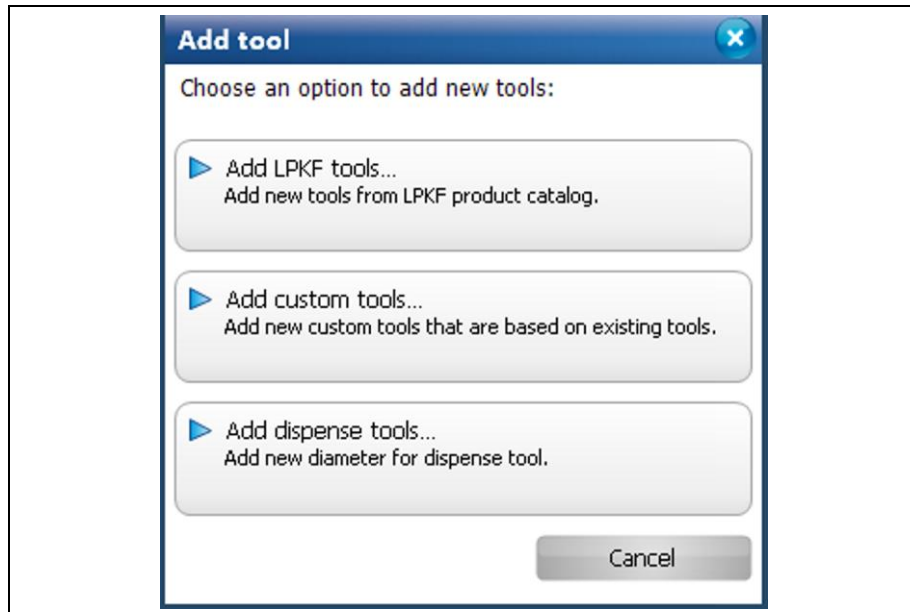 Add tool
Choose an option to add new tools:
Add LPKF tools...
Add new tools from LPKF product catalog.
Add custom tools...
Add new custom tools that are based on existing tools.
Add dispense tools...
Add new diameter for dispense tool.
Cancel